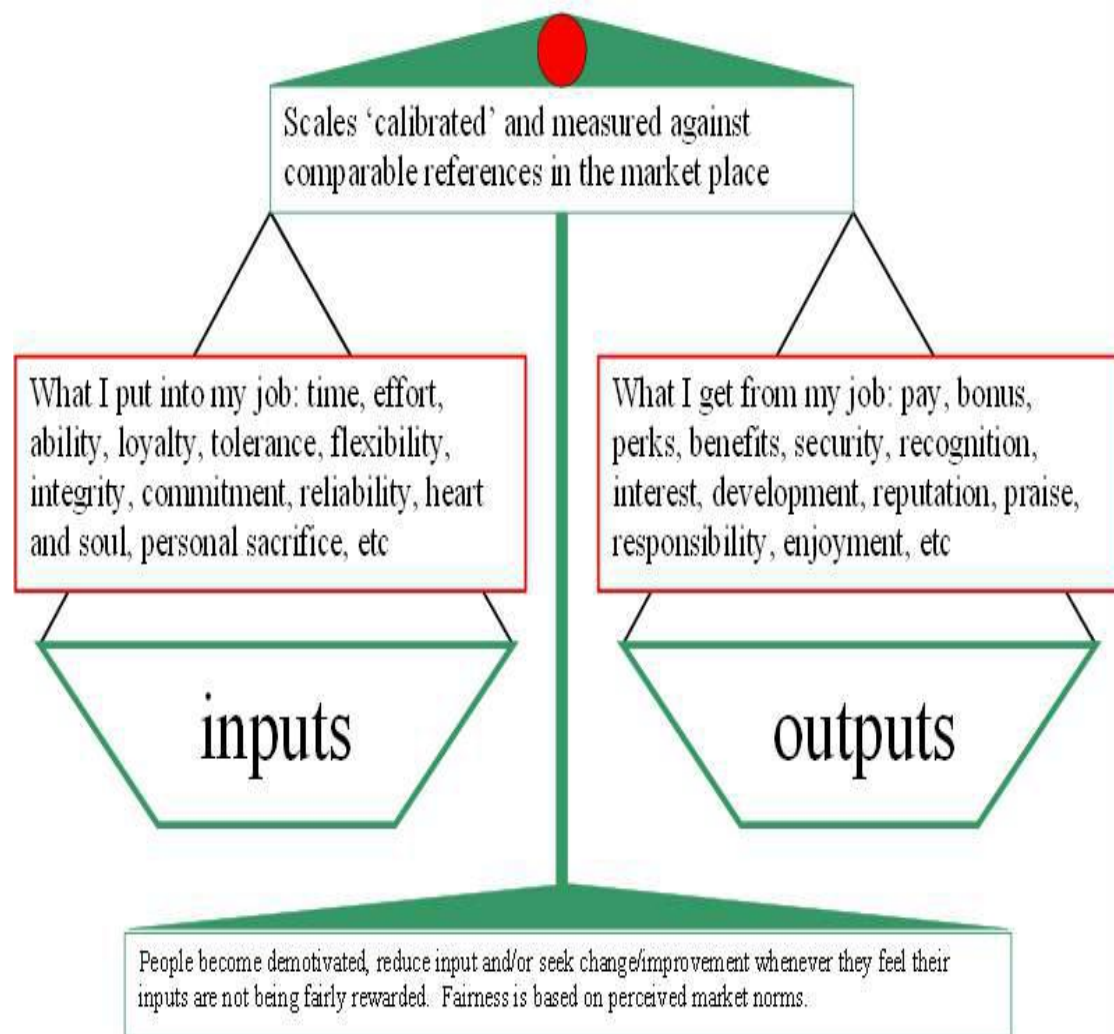 Scales ‘calibrated’ and measured against
comparable references in the market place
What I put into my job: time, effort,
ability, loyalty, tolerance, flexibility,
integrity, commitment, reliability, heart
and soul, personal sacrifice, etc
What I get from my job: pay, bonus,
perks, benefits, security, recognition,
interest, development, reputation, praise,
responsibility, enjoyment, etc
inputs
outputs
People become demotivated, reduce input and/or seek change/improvement whenever they feel their
inputs are not being fairly rewarded.  Fairness is based on perceived market norms.